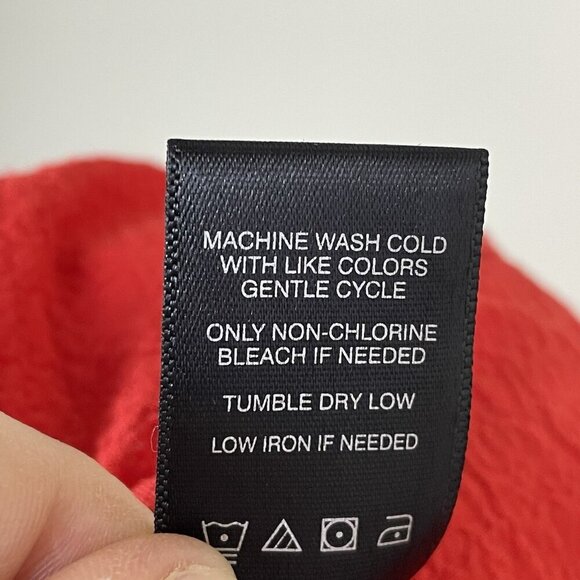 MACHINE WASH COLD
WITH LIKE COLORS
GENTLE CYCLE
ONLY NON-CHLORINE
BLEACH IF NEEDED
TUMBLE DRY LOW
LOW IRON IF NEEDED